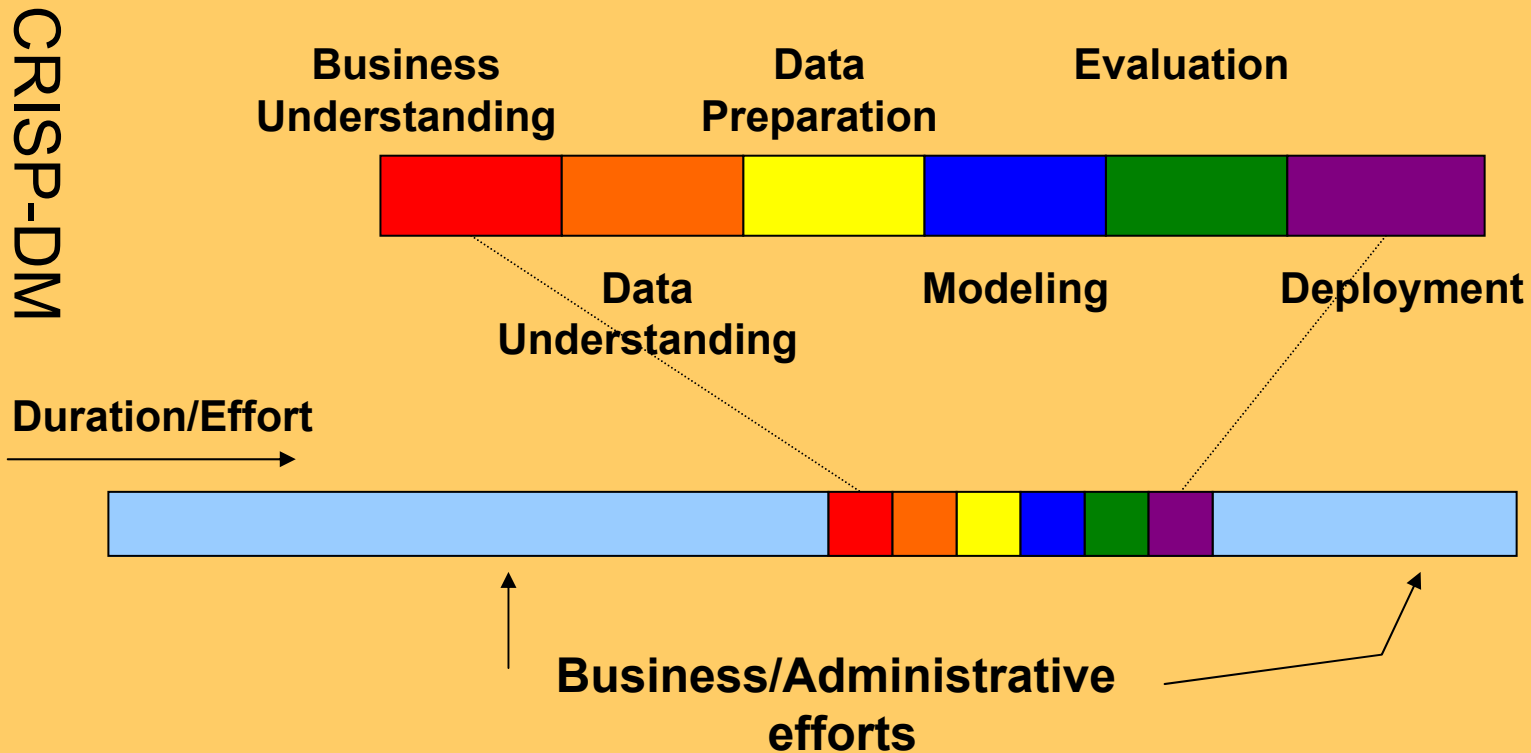 CRISP-DM
Business
Understanding
Data
Preparation
Evaluation
Data
Understanding
Modeling
Deployment
Duration/Effort
Business/Administrative
efforts